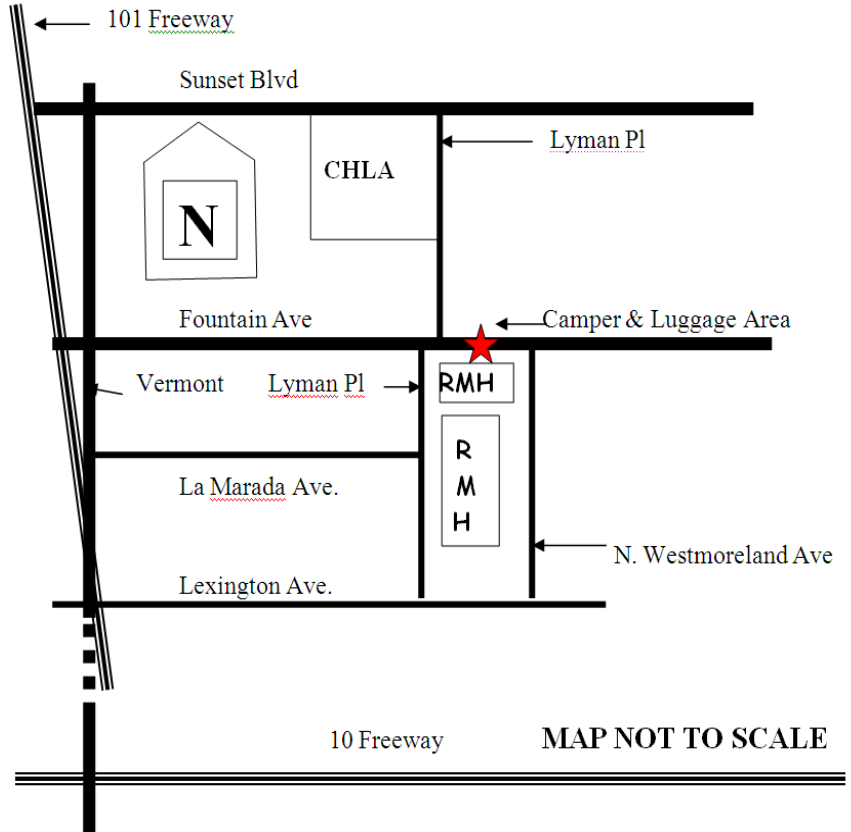 101 Freeway
Sunset Blvd
Lyman Pl
CHLA
N
Fountain Ave
Camper & Luggage Area
Vermont
Lyman Pl
RMH
R
M
H
La Marada Ave.
N. Westmoreland Ave
Lexington Ave.
10 Freeway
MAP NOT TO SCALE